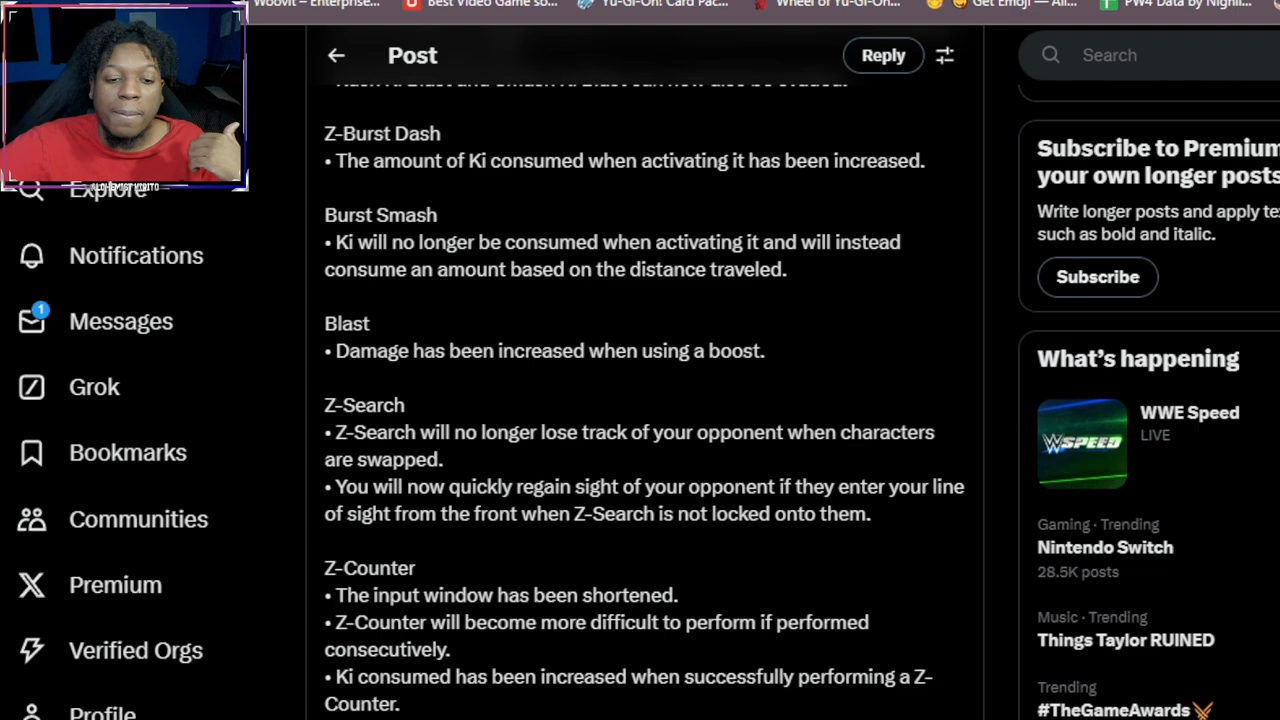 Woovit – Enterprise...
Best Video Game so...
Yu-Gi-Oh! Card Pac...
Wheel of Yu-Gi-Oh...
Get Emoji — All...
PW4 Data by Nighli...
ALCHEMIST KIRITO
Explore
Notifications
1
Messages
Grok
Bookmarks
Communities
Premium
Verified Orgs
Profile
Post
Reply
Z-Burst Dash
• The amount of Ki consumed when activating it has been increased.
Burst Smash
• Ki will no longer be consumed when activating it and will instead
consume an amount based on the distance traveled.
Blast
• Damage has been increased when using a boost.
Z-Search
• Z-Search will no longer lose track of your opponent when characters
are swapped.
• You will now quickly regain sight of your opponent if they enter your line
of sight from the front when Z-Search is not locked onto them.
Z-Counter
• The input window has been shortened.
• Z-Counter will become more difficult to perform if performed
consecutively.
• Ki consumed has been increased when successfully performing a Z-
Counter.
Search
Subscribe to Premium
your own longer posts
Write longer posts and apply te
such as bold and italic.
Subscribe
What's happening
WSPEED
WWE Speed
LIVE
Gaming · Trending
Nintendo Switch
28.5K posts
Music · Trending
Things Taylor RUINED
Trending
#TheGameAwards